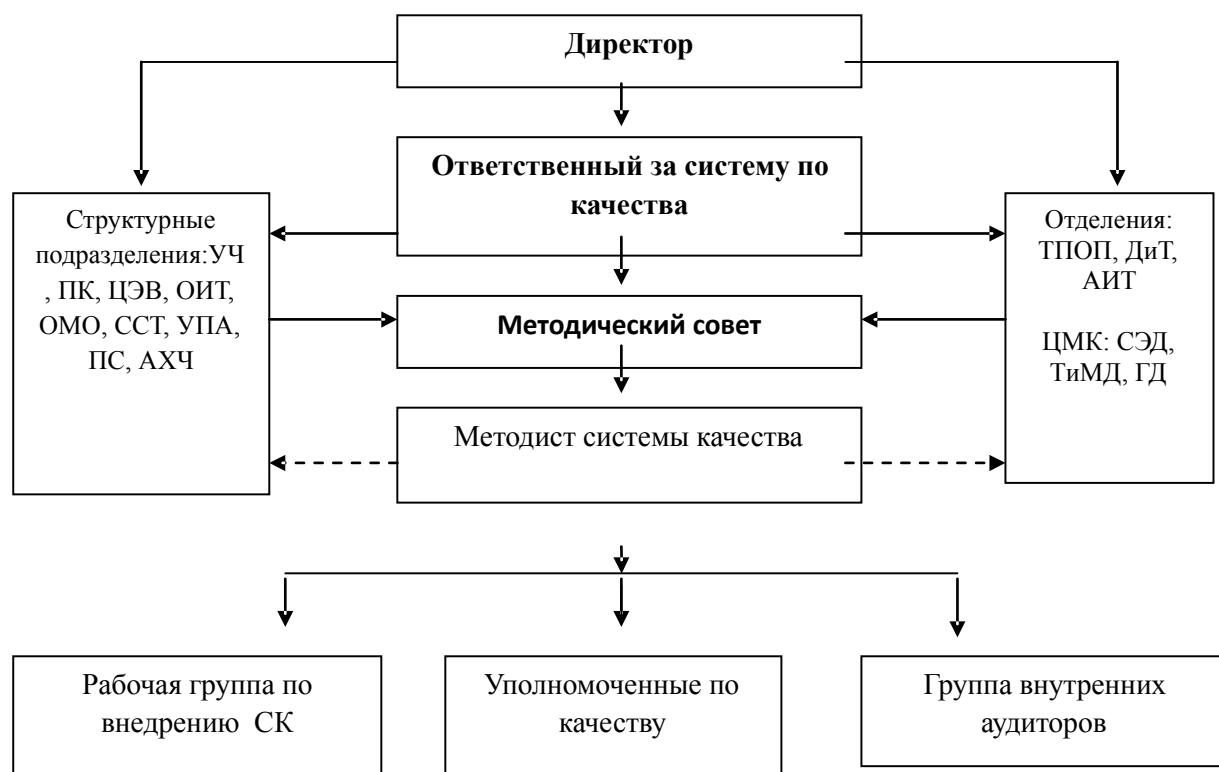 Директор
Ответственный за систему по
качества
Структурные
подразделения:УЧ
, ПК, ЦЭВ, ОИТ,
ОМО, ССТ, УПА,
ПС, АХЧ
Отделения:
ТПОП, ДиТ,
АИТ
ЦМК: СЭД,
ТиМД, ГД
Методический совет
Методист системы качества
Рабочая группа по
внедрению СК
Уполномоченные по
качеству
Группа внутренних
аудиторов